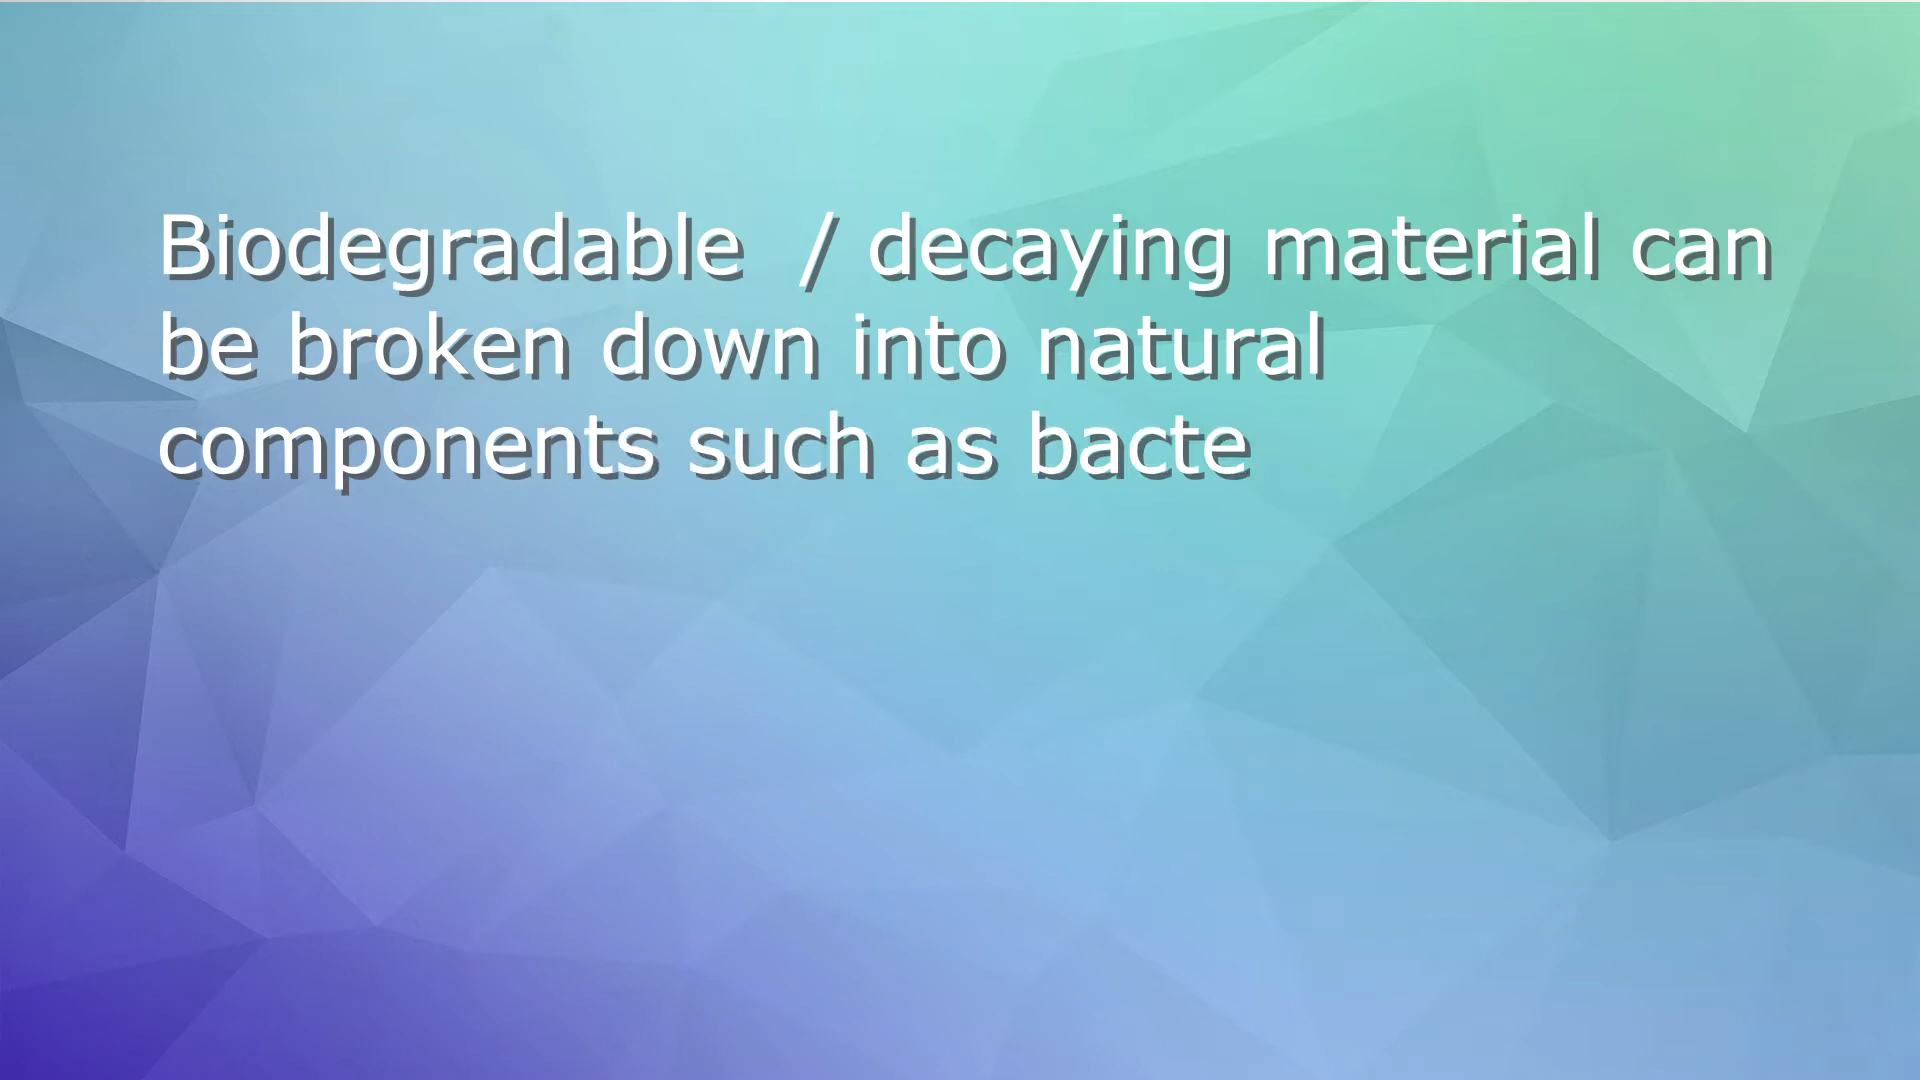 Biodegradable  / decaying material can
be broken down into natural
components such as bacte